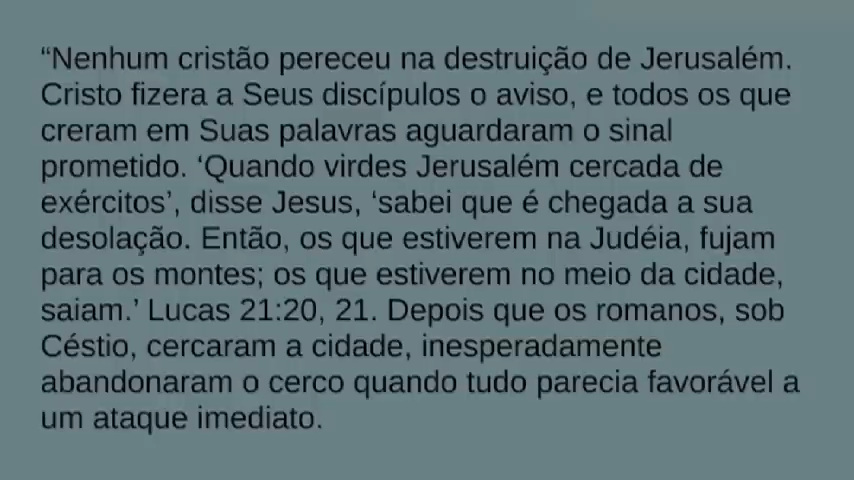 “Nenhum cristão pereceu na destruição de Jerusalém.
Cristo fizera a Seus discípulos o aviso, e todos os que
creram em Suas palavras aguardaram o sinal
prometido. ‘Quando virdes Jerusalém cercada de
exércitos’, disse Jesus, ‘sabei que é chegada a sua
desolação. Então, os que estiverem na Judéia, fujam
para os montes; os que estiverem no meio da cidade,
saiam.’ Lucas 21:20, 21. Depois que os romanos, sob
Céstio, cercaram a cidade, inesperadamente
abandonaram o cerco quando tudo parecia favorável a
um ataque imediato.